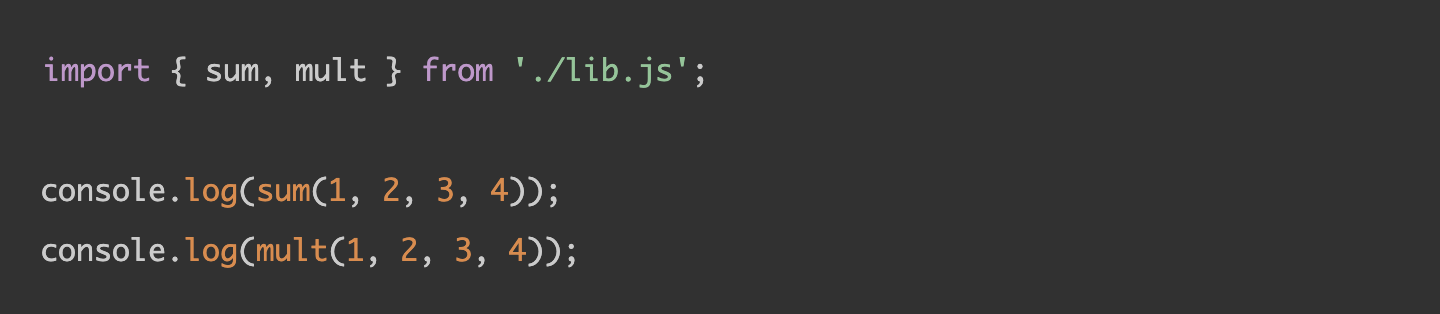 import { sum, mult } from './lib.js';
console.log(sum(1, 2, 3, 4));
console.log(mult(1, 2, 3, 4));